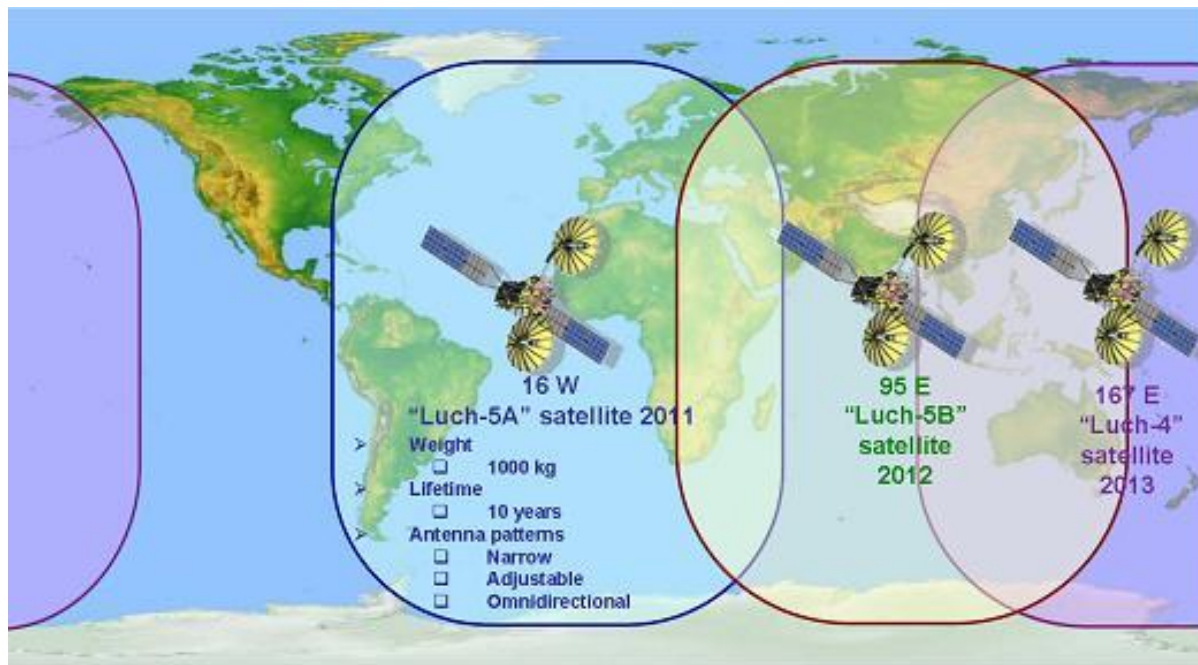 16 W
“Luch-5A” satellite 2011
➢ Weight
❑ 1000 kg
➢ Lifetime
❑ 10 years
➢ Antenna patterns
❑ Narrow
❑ Adjustable
❑ Omnidirectional
95 E
“Luch-5B”
satellite
2012
167 E
“Luch-4”
satellite
2013